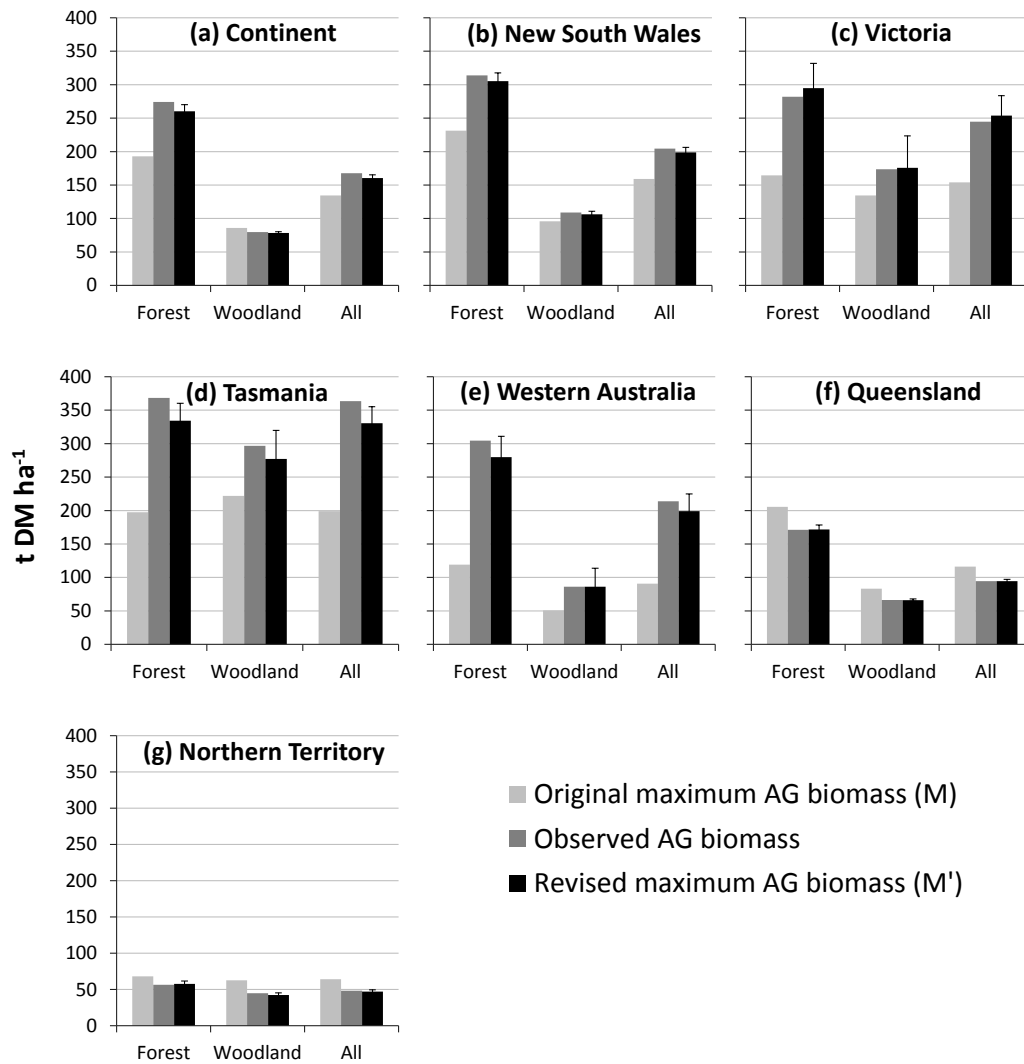 (a) Continent
400
350
300
250
200
150
100
50
0
Forest Woodland All
(b) New South Wales
Forest Woodland All
(c) Victoria
Forest Woodland All
t DM ha⁻¹
(d) Tasmania
400
350
300
250
200
150
100
50
0
Forest Woodland All
(e) Western Australia
Forest Woodland All
(f) Queensland
Forest Woodland All
(g) Northern Territory
400
350
300
250
200
150
100
50
0
Forest Woodland All
Original maximum AG biomass (M)
Observed AG biomass
Revised maximum AG biomass (M')